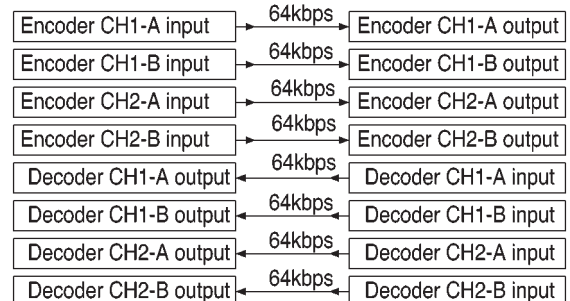 Encoder CH1-A input 64kbps Encoder CH1-A output
Encoder CH1-B input 64kbps Encoder CH1-B output
Encoder CH2-A input 64kbps Encoder CH2-A output
Encoder CH2-B input 64kbps Encoder CH2-B output
Decoder CH1-A output 64kbps Decoder CH1-A input
Decoder CH1-B output 64kbps Decoder CH1-B input
Decoder CH2-A output 64kbps Decoder CH2-A input
Decoder CH2-B output 64kbps Decoder CH2-B input